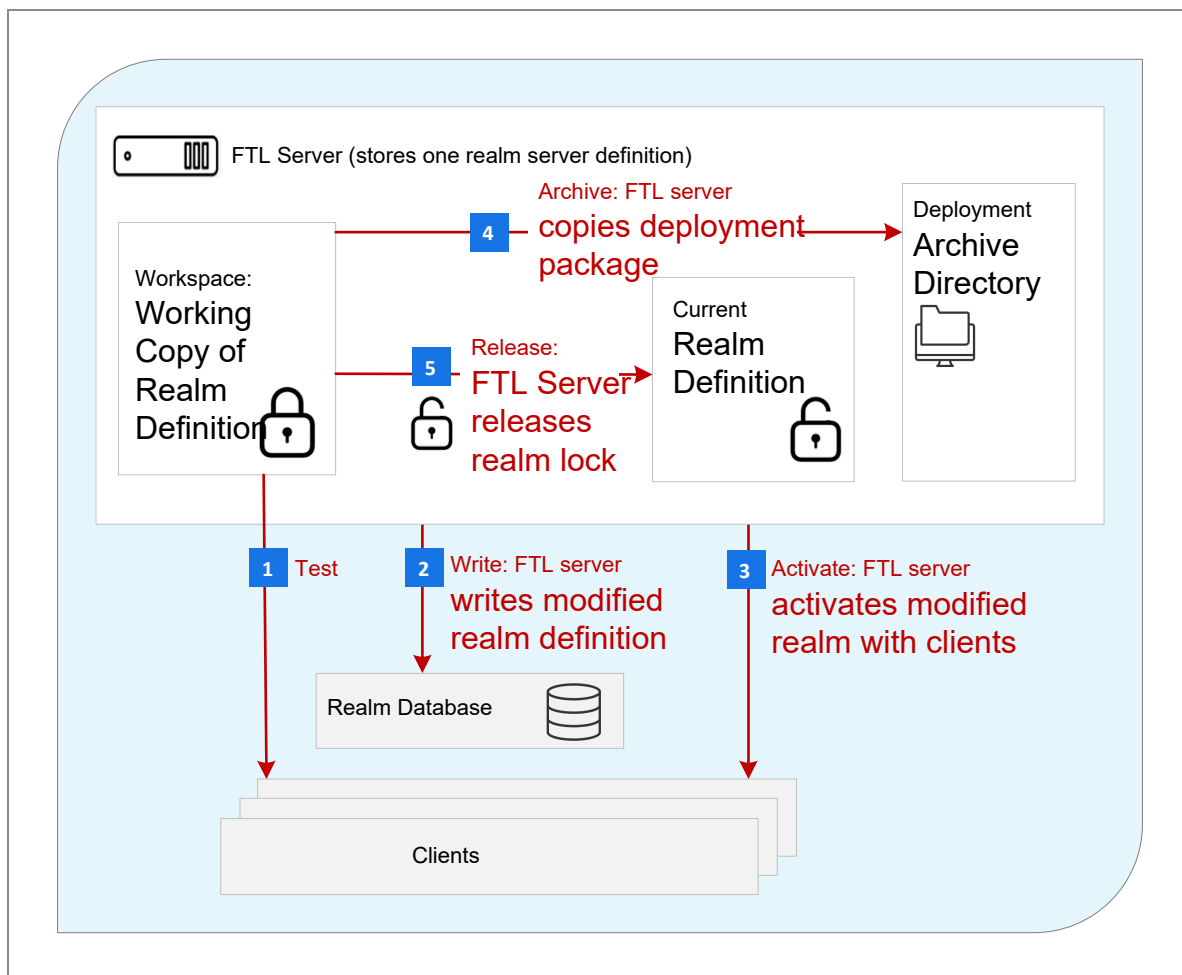 FTL Server (stores one realm server definition)
4
Archive: FTL server
copies deployment
package
Deployment
Archive
Directory
Workspace:
Working
Copy of
Realm
Definition
5
Release:
FTL Server
releases
realm lock
Current
Realm
Definition
1
Test
2
Write: FTL server
writes modified
realm definition
3
Activate: FTL server
activates modified
realm with clients
Realm Database
Clients